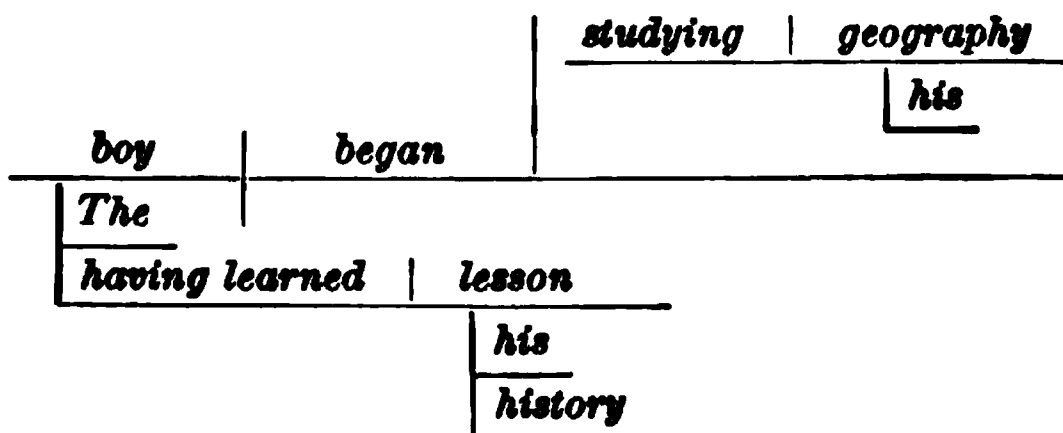 studying | geography
his
boy began
The
having learned | lesson
his
history